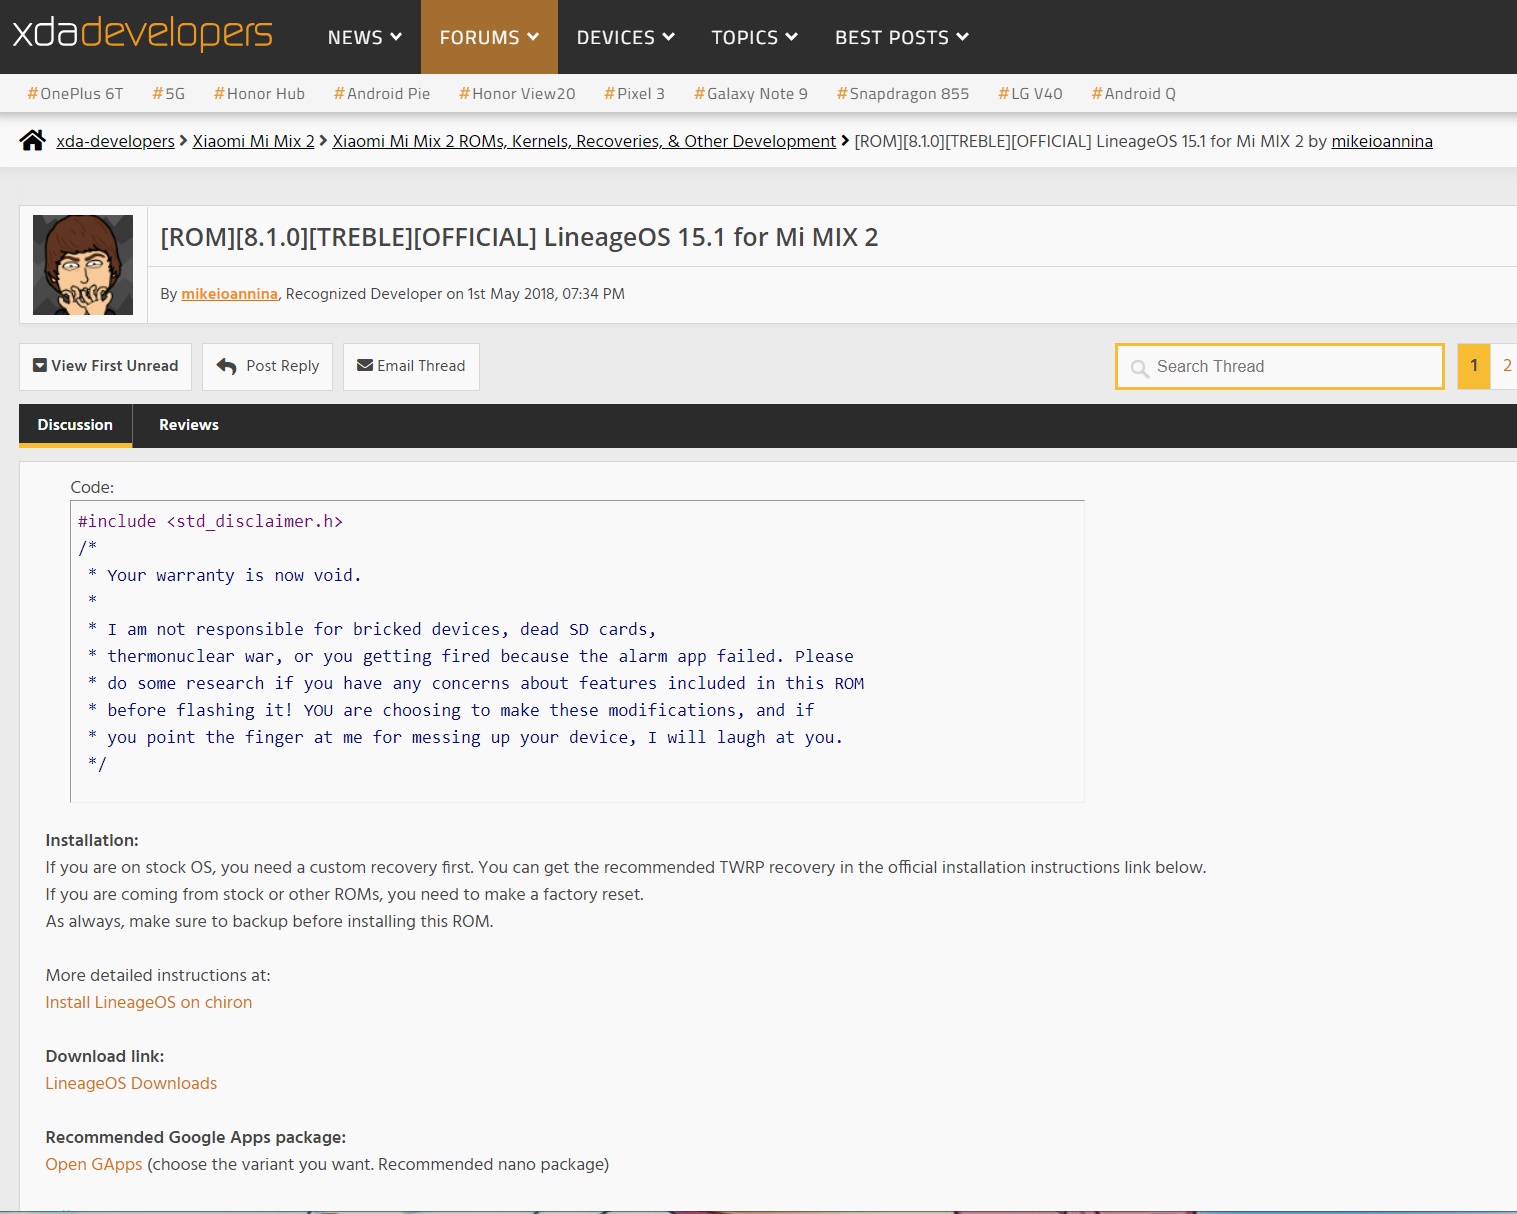 xdadevelopers
NEWS FORUMS DEVICES TOPICS BEST POSTS
#OnePlus 6T #5G #Honor Hub #Android Pie #Honor View20 #Pixel 3 #Galaxy Note 9 #Snapdragon 855 #LG V40 #Android Q
xda-developers Xiaomi Mi Mix 2 Xiaomi Mi Mix 2 ROMs, Kernels, Recoveries, & Other Development [ROM][8.1.0][TREBLE][OFFICIAL] LineageOS 15.1 for Mi MIX 2 by mikeioannina
[ROM][8.1.0][TREBLE][OFFICIAL] LineageOS 15.1 for Mi MIX 2
By mikeioannina, Recognized Developer on 1st May 2018, 07:34 PM
View First Unread Post Reply Email Thread Search Thread 1 2
Discussion Reviews
Code:
#include <std_disclaimer.h>
/*
* Your warranty is now void.
*
* I am not responsible for bricked devices, dead SD cards,
* thermonuclear war, or you getting fired because the alarm app failed. Please
* do some research if you have any concerns about features included in this ROM
* before flashing it! YOU are choosing to make these modifications, and if
* you point the finger at me for messing up your device, I will laugh at you.
*/
Installation:
If you are on stock OS, you need a custom recovery first. You can get the recommended TWRP recovery in the official installation instructions link below.
If you are coming from stock or other ROMs, you need to make a factory reset.
As always, make sure to backup before installing this ROM.
More detailed instructions at:
Install LineageOS on chiron
Download link:
LineageOS Downloads
Recommended Google Apps package:
Open GApps (choose the variant you want. Recommended nano package)